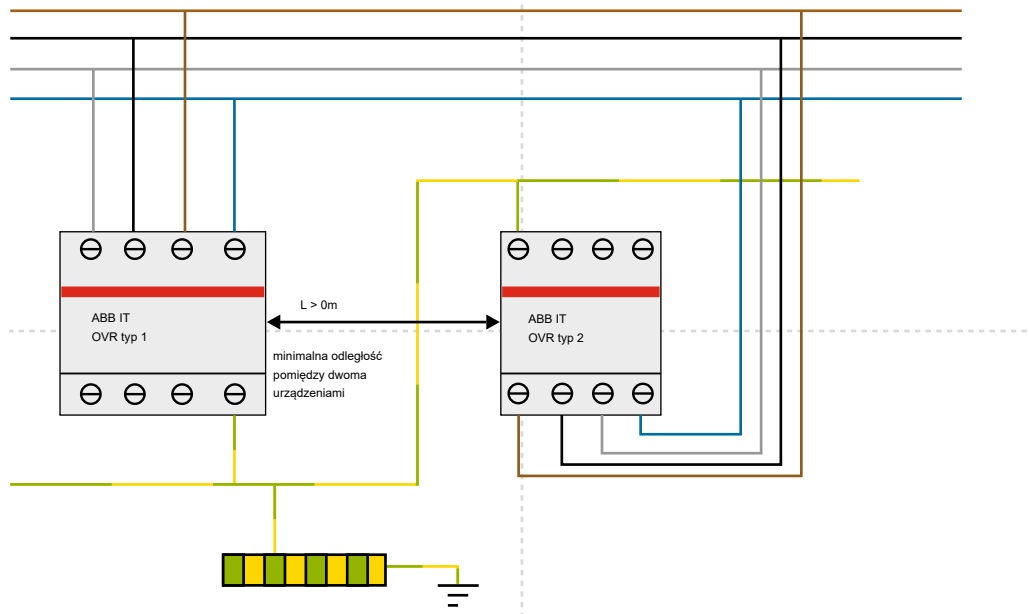 ABB IT
OVR typ 1
L > 0m
minimalna odległość
pomiędzy dwoma
urządzeniami
ABB IT
OVR typ 2